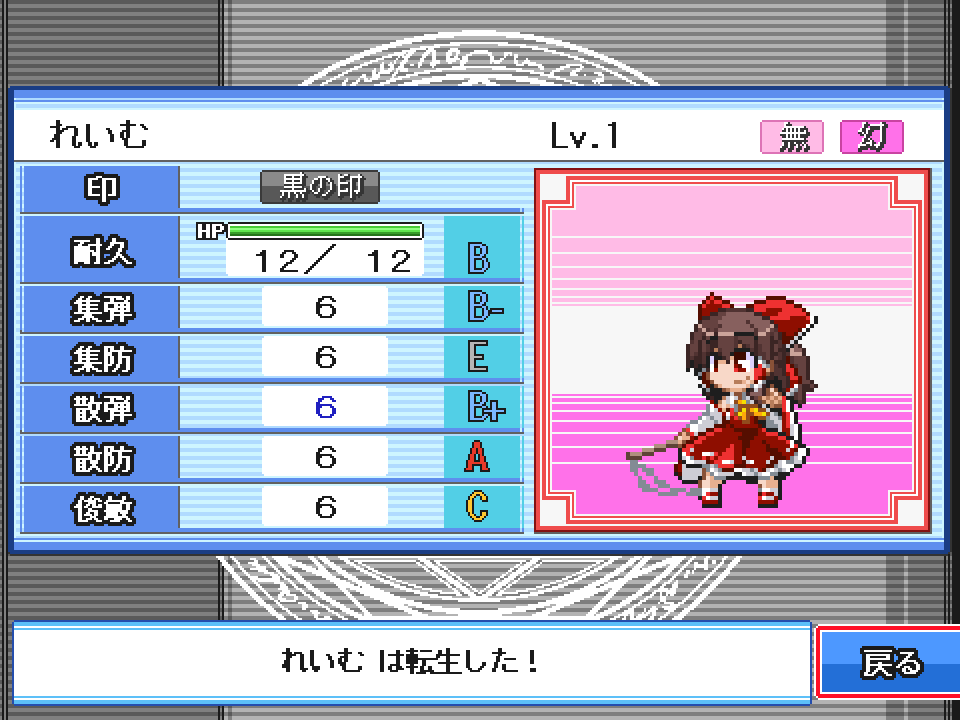 れいむ Lv.1 無 幻
印 黒の印
耐久 HP 12／ 12 B
集弾 6 B-
集防 6 E
散弾 6 B+
散防 6 A
俊敏 6 C
れいむ は転生した！
戻る